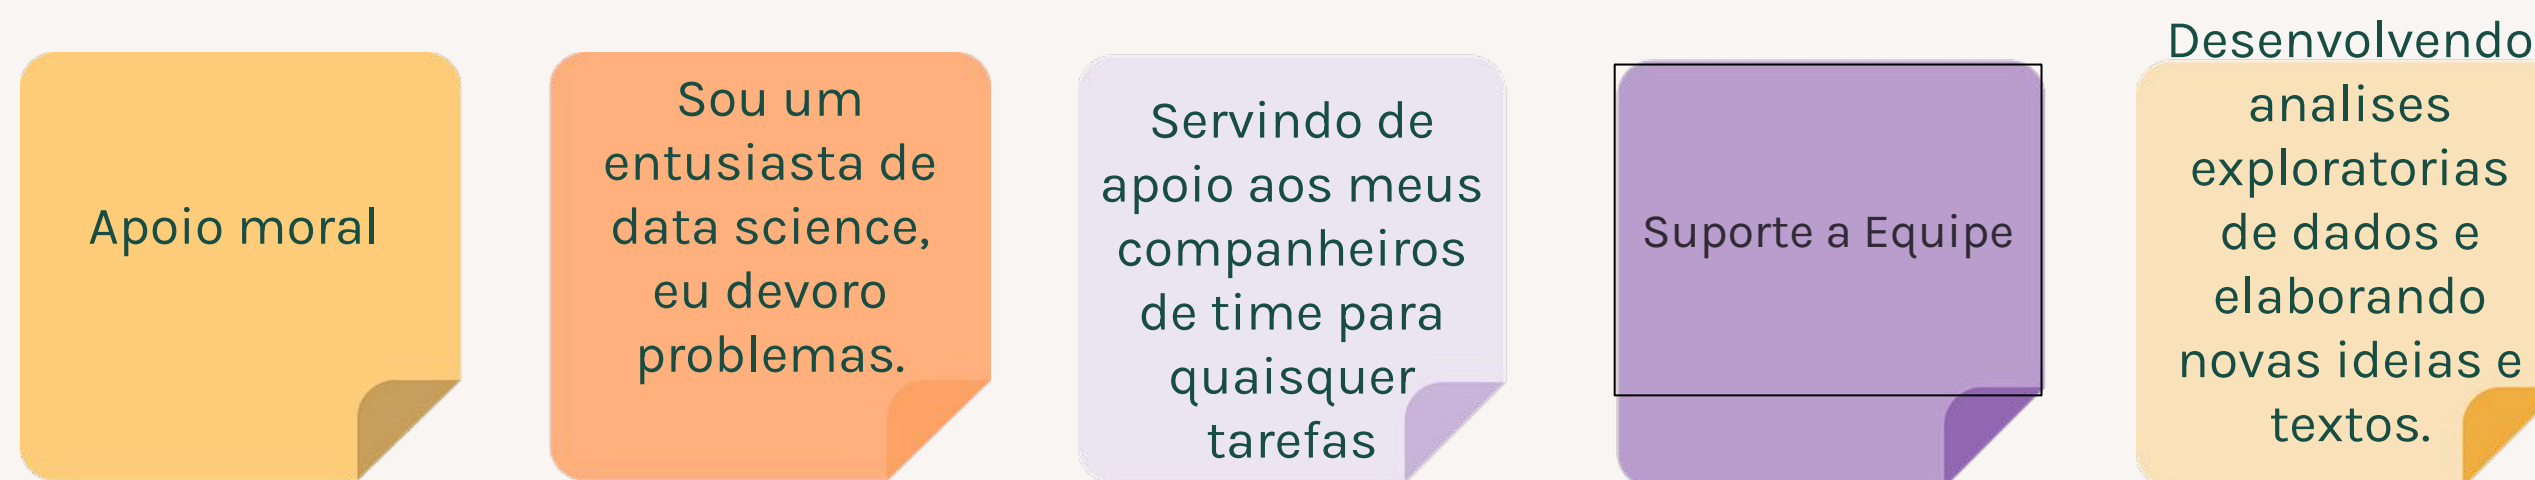 Apoio moral
Sou um
entusiasta de
data science,
eu devoro
problemas.
Servindo de
apoio aos meus
companheiros
de time para
quaisquer
tarefas
Suporte a Equipe
Desenvolvendo
analises
exploratorias
de dados e
elaborando
novas ideias e
textos.